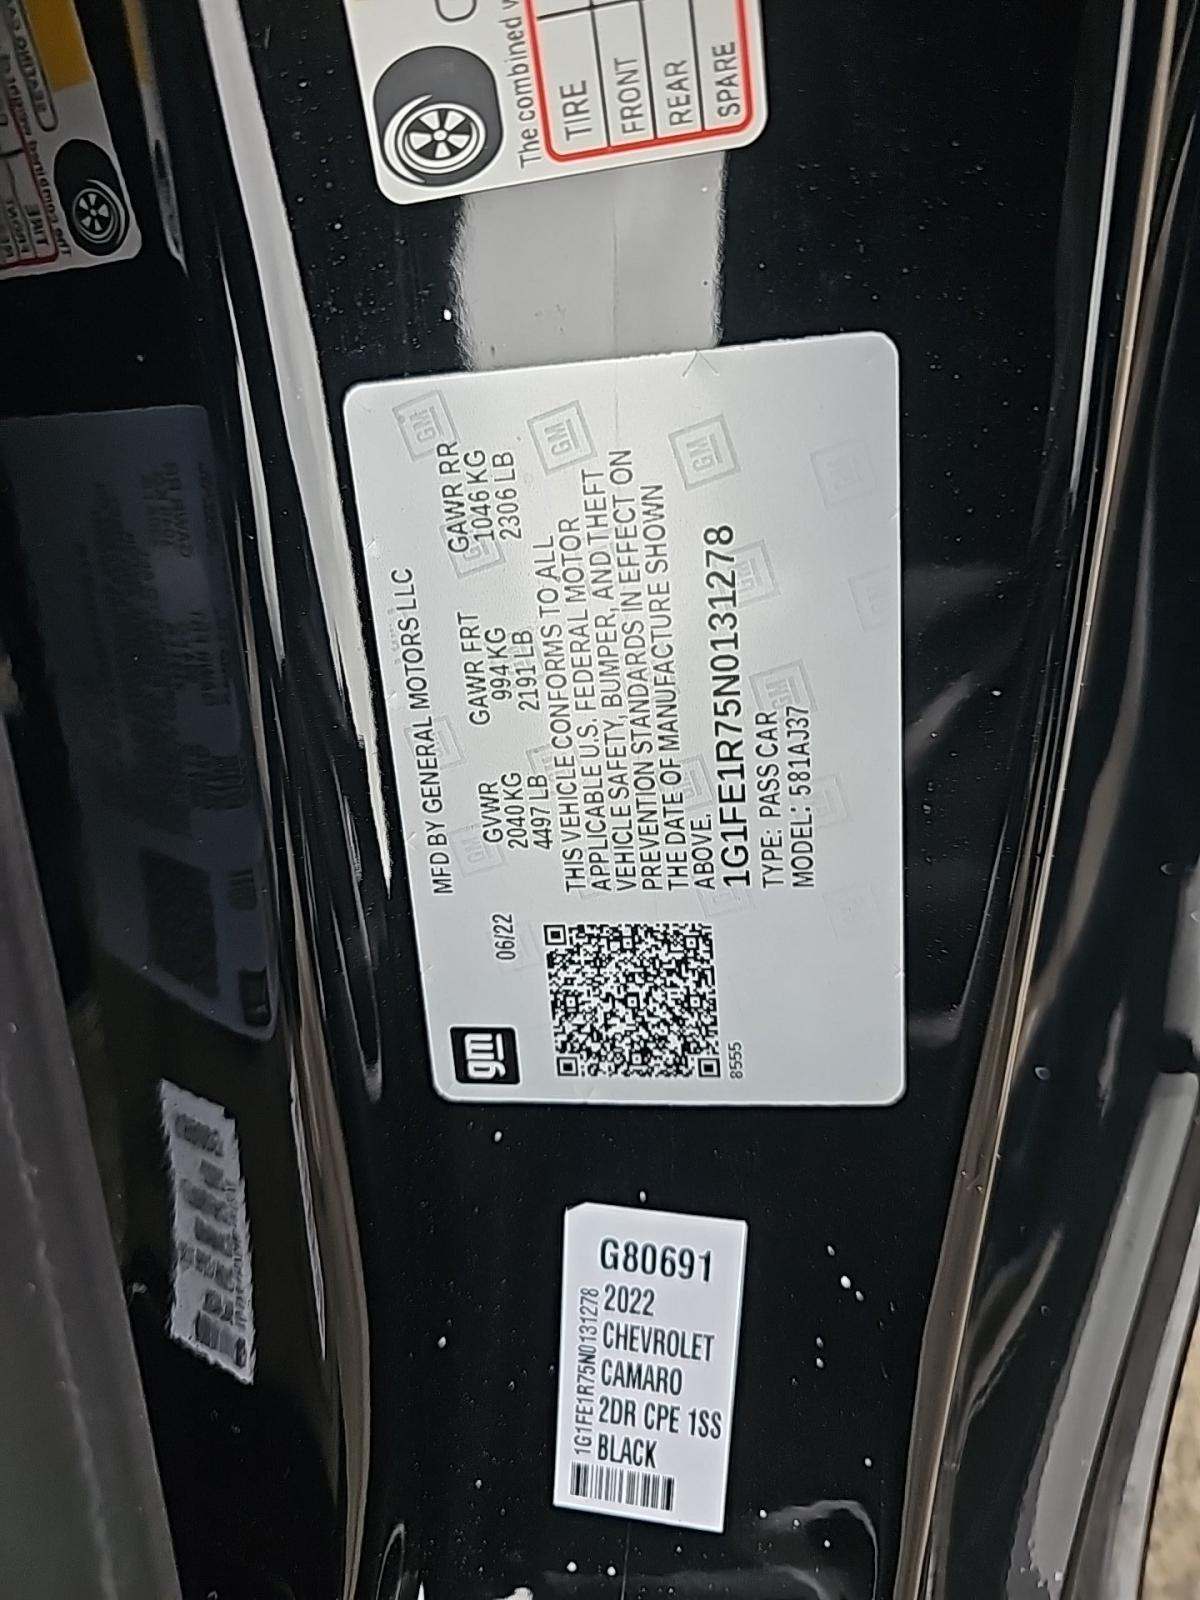 The combined
TIRE
FRONT
REAR
SPARE
MFD BY GENERAL MOTORS LLC
06/22
GVWR GAWR FRT GAWR RR
2040 KG 994 KG 1046 KG
4497 LB 2191 LB 2306 LB
THIS VEHICLE CONFORMS TO ALL
APPLICABLE U.S. FEDERAL MOTOR
VEHICLE SAFETY, BUMPER, AND THEFT
PREVENTION STANDARDS IN EFFECT ON
THE DATE OF MANUFACTURE SHOWN
ABOVE.
1G1FE1R75N0131278
TYPE: PASS CAR
MODEL: 581AJ37
gm
8555
GM
GM
GM
1G1FE1R75N0131278
G80691
2022
CHEVROLET
CAMARO
2DR CPE 1SS
BLACK